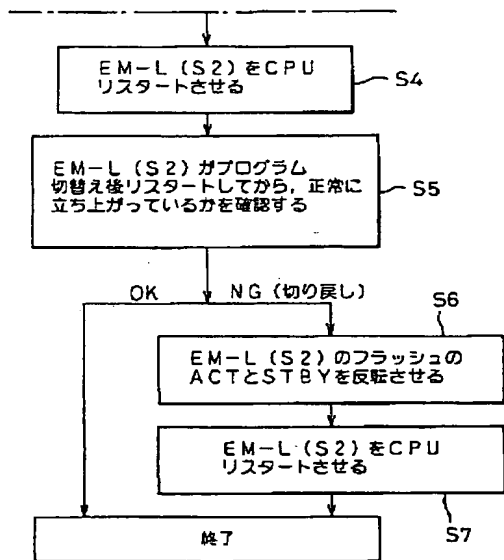 EM-L(S2)をCPU
リスタートさせる
S4
EM-L(S2)がプログラム
切替え後リスタートしてから,正常に
立ち上がっているかを確認する
S5
OK
NG(切り戻し)
S6
EM-L(S2)のフラッシュの
ACTとSTBYを反転させる
EM-L(S2)をCPU
リスタートさせる
S7
終了